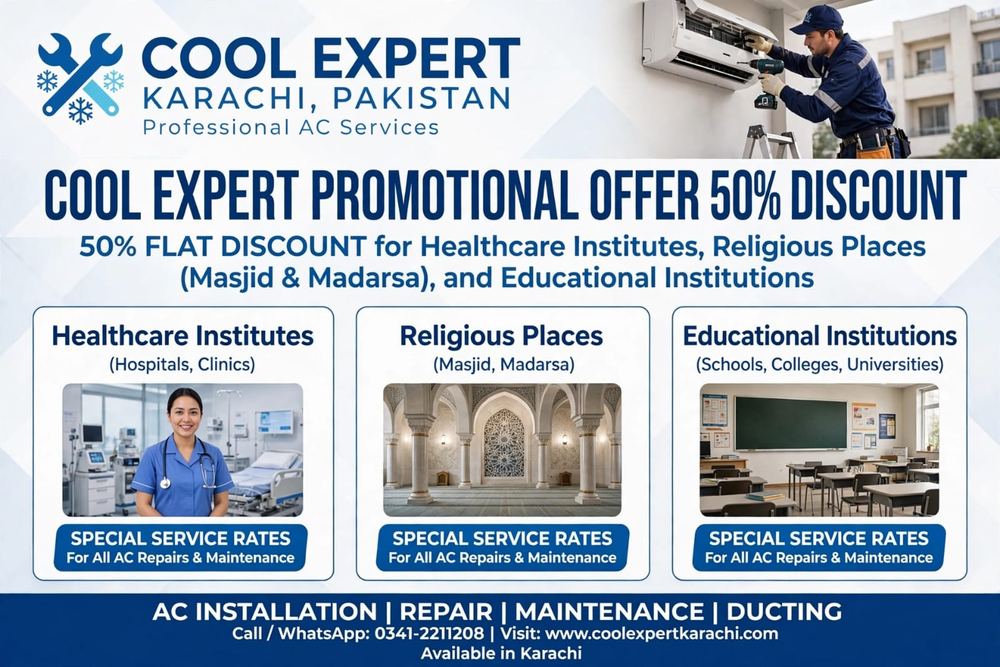 COOL EXPERT
KARACHI, PAKISTAN
Professional AC Services
COOL EXPERT PROMOTIONAL OFFER 50% DISCOUNT
50% FLAT DISCOUNT for Healthcare Institutes, Religious Places
(Masjid & Madarsa), and Educational Institutions
Healthcare Institutes
(Hospitals, Clinics)
SPECIAL SERVICE RATES
For All AC Repairs & Maintenance
Religious Places
(Masjid, Madarsa)
SPECIAL SERVICE RATES
For All AC Repairs & Maintenance
Educational Institutions
(Schools, Colleges, Universities)
SPECIAL SERVICE RATES
For All AC Repairs & Maintenance
AC INSTALLATION | REPAIR | MAINTENANCE | DUCTING
Call / WhatsApp: 0341-2211208 | Visit: www.coolexpertkarachi.com
Available in Karachi